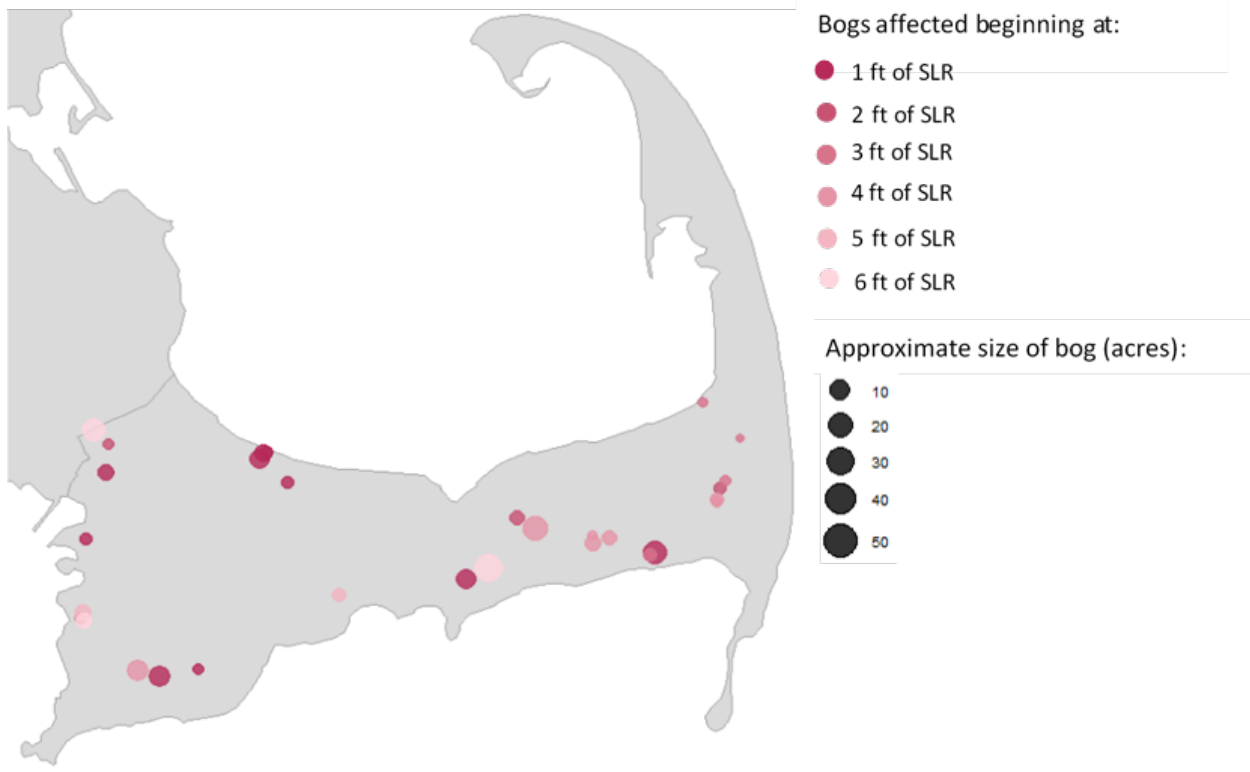 Bogs affected beginning at:
1 ft of SLR
2 ft of SLR
3 ft of SLR
4 ft of SLR
5 ft of SLR
6 ft of SLR
Approximate size of bog (acres):
10
20
30
40
50